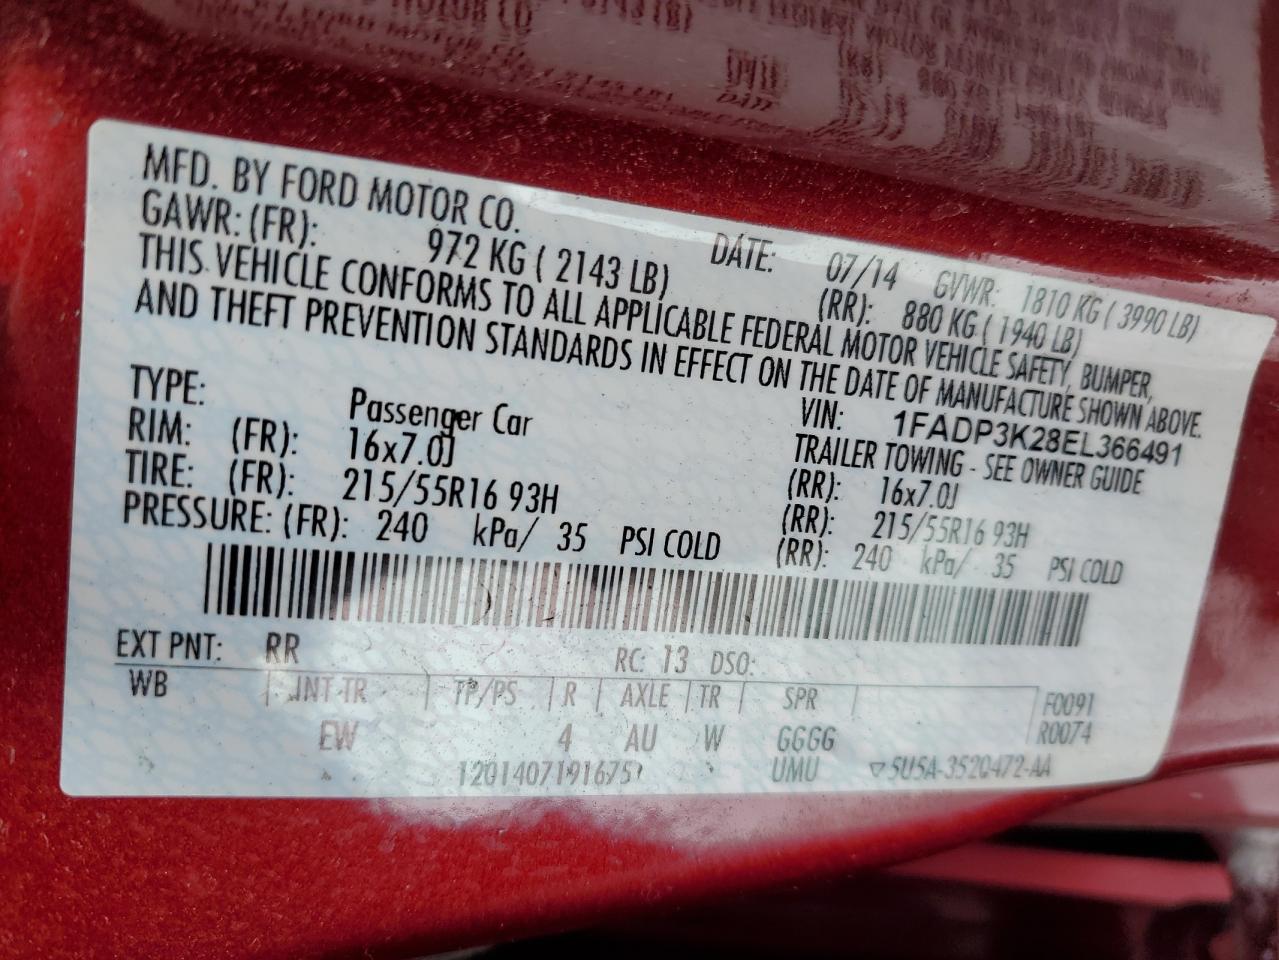 MFD. BY FORD MOTOR CO. DATE: 07/14 GVWR: 1810 KG ( 3990 LB)
GAWR: (FR): 972 KG ( 2143 LB) (RR): 880 KG ( 1940 LB)
THIS VEHICLE CONFORMS TO ALL APPLICABLE FEDERAL MOTOR VEHICLE SAFETY, BUMPER,
AND THEFT PREVENTION STANDARDS IN EFFECT ON THE DATE OF MANUFACTURE SHOWN ABOVE.
VIN: 1FADP3K28EL366491
TYPE: Passenger Car TRAILER TOWING - SEE OWNER GUIDE
RIM: (FR): 16x7.0J (RR): 16x7.0J
TIRE: (FR): 215/55R16 93H (RR): 215/55R16 93H
PRESSURE: (FR): 240 kPa/ 35 PSI COLD (RR): 240 kPa/ 35 PSI COLD
EXT PNT: RR RC: 13 DSO:
WB INT TR TP/PS R AXLE TR SPR F0091
EW 4 AU W GGGG R0074
UMU ▽5U5A-3520472-AA